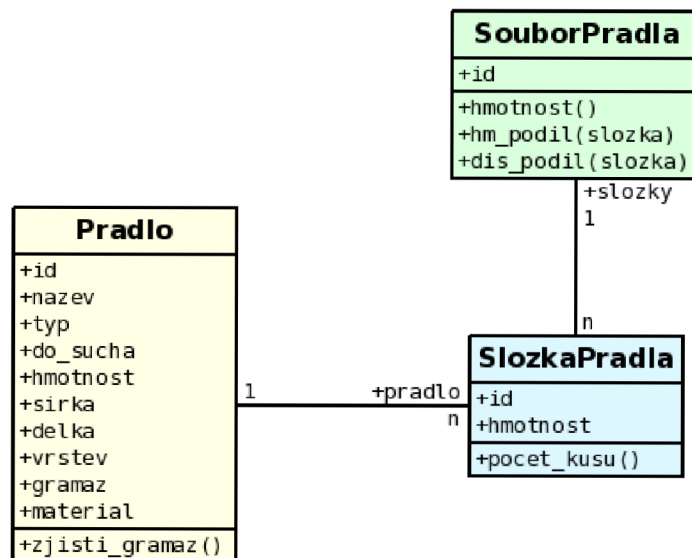 SouborPradla
+id
+hmotnost()
+hm_podil(slozka)
+dis_podil(slozka)
+slozky
1
n
Pradlo
+id
+nazev
+typ
+do_sucha
+hmotnost
+sirka
+delka
+vrstev
+gramaz
+material
+zjisti_gramaz()
1
+pradlo
n
SlozkaPradla
+id
+hmotnost
+pocet_kusu()